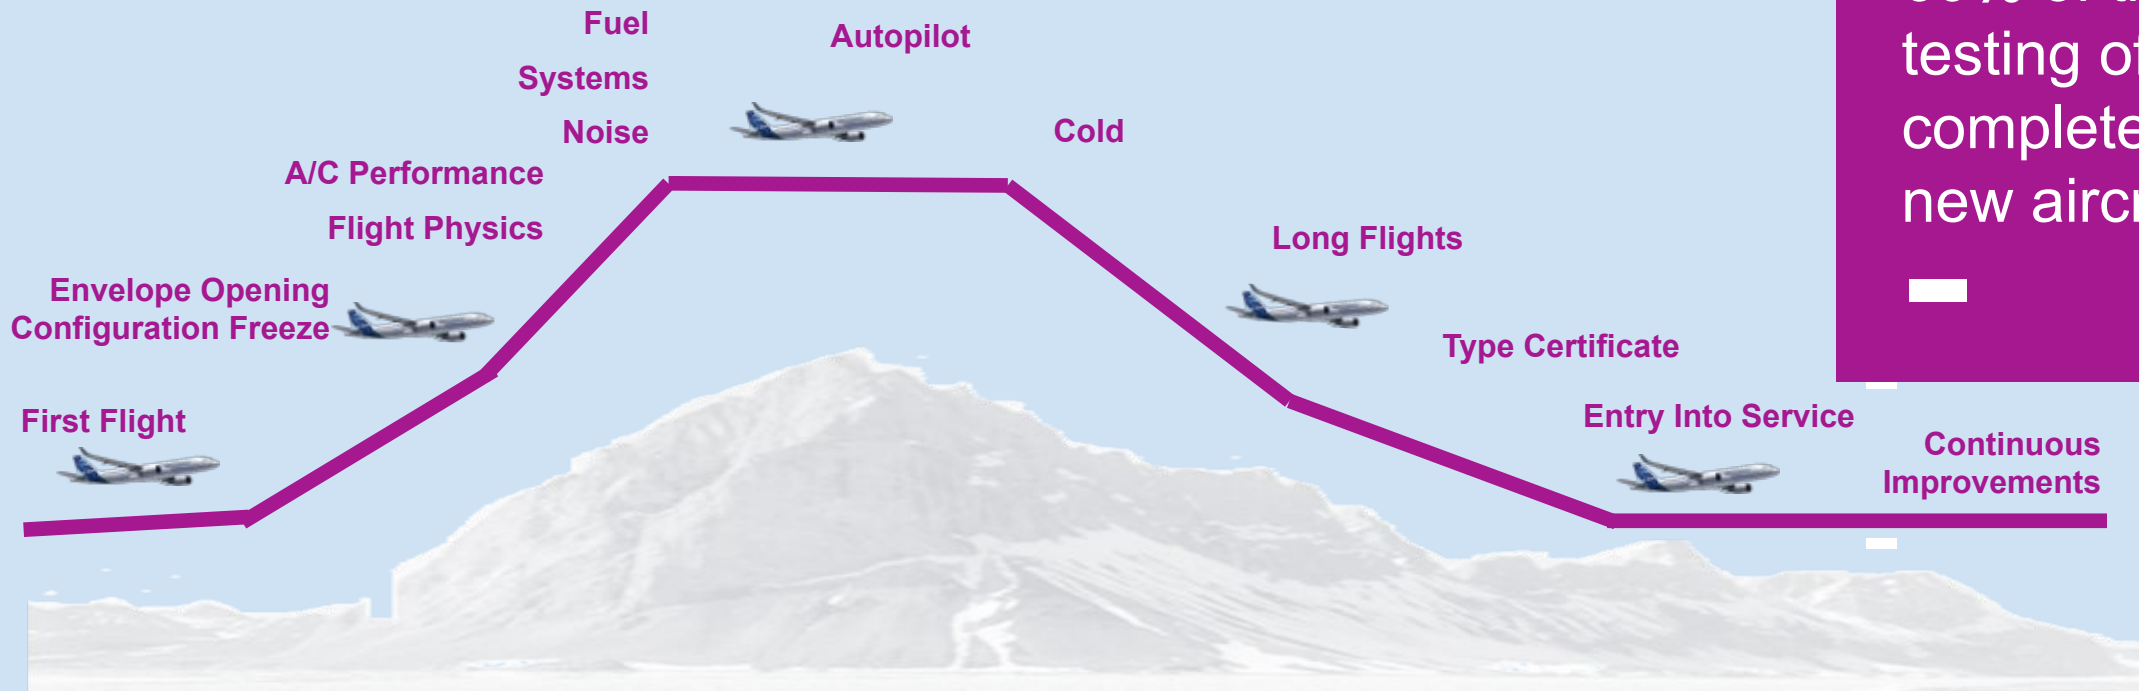 Fuel
Systems
Noise
Autopilot
Cold
A/C Performance
Flight Physics
Envelope Opening
Configuration Freeze
First Flight
Long Flights
Type Certificate
Entry Into Service
Continuous
Improvements
testing
complete
new